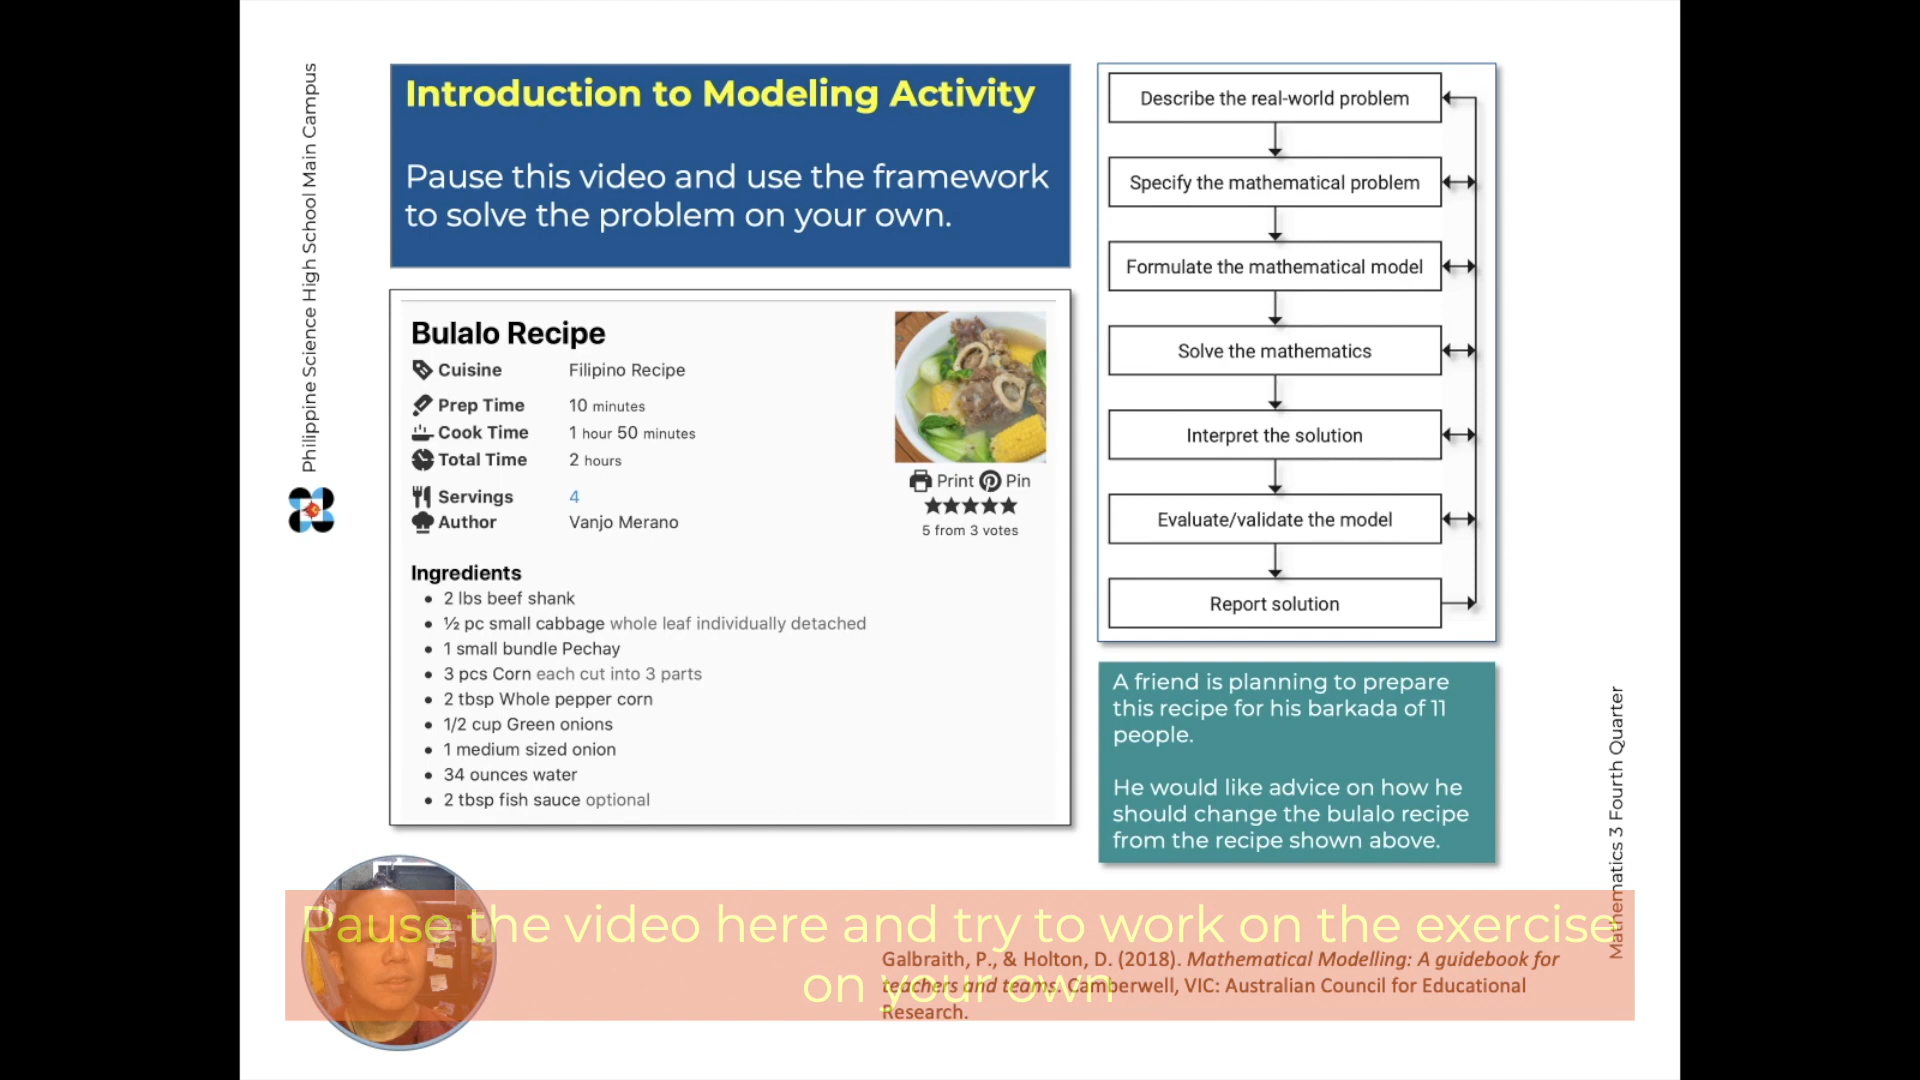 Philippine Science High School Main Campus
Introduction to Modeling Activity
Pause this video and use the framework
to solve the problem on your own.
Bulalo Recipe
Cuisine Filipino Recipe
Prep Time 10 minutes
Cook Time 1 hour 50 minutes
Total Time 2 hours
Servings 4
Author Vanjo Merano
Print Pin
5 from 3 votes
Ingredients
• 2 lbs beef shank
• ½ pc small cabbage whole leaf individually detached
• 1 small bundle Pechay
• 3 pcs Corn each cut into 3 parts
• 2 tbsp Whole pepper corn
• 1/2 cup Green onions
• 1 medium sized onion
• 34 ounces water
• 2 tbsp fish sauce optional
Describe the real-world problem
Specify the mathematical problem
Formulate the mathematical model
Solve the mathematics
Interpret the solution
Evaluate/validate the model
Report solution
A friend is planning to prepare
this recipe for his barkada of 11
people.
He would like advice on how he
should change the bulalo recipe
from the recipe shown above.
Mathematics 3 Fourth Quarter
Pause the video here and try to work on the exercise
on your own
Galbraith, P., & Holton, D. (2018). Mathematical Modelling: A guidebook for
teachers and teams. Camberwell, VIC: Australian Council for Educational
Research.